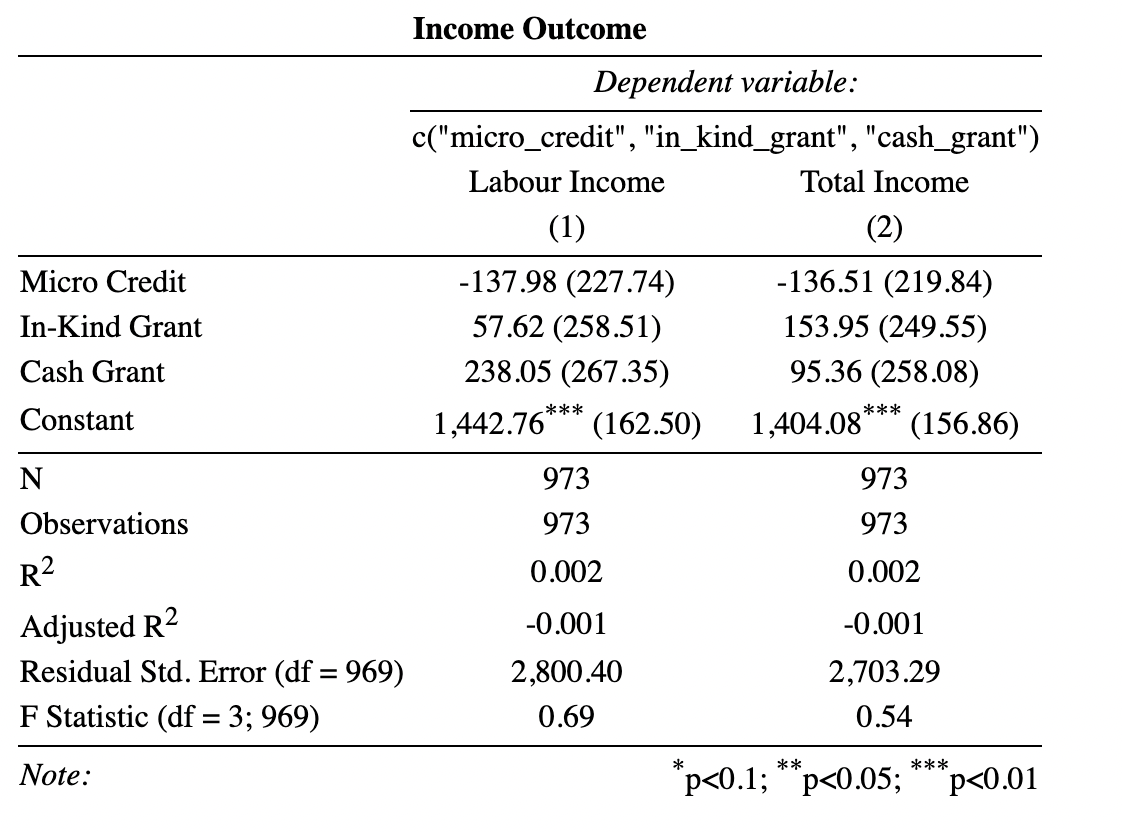 Income Outcome
Dependent variable:
c("micro_credit", "in_kind_grant", "cash_grant")
Labour Income Total Income
(1) (2)
Micro Credit -137.98 (227.74) -136.51 (219.84)
In-Kind Grant 57.62 (258.51) 153.95 (249.55)
Cash Grant 238.05 (267.35) 95.36 (258.08)
Constant 1,442.76*** (162.50) 1,404.08*** (156.86)
N 973 973
Observations 973 973
R² 0.002 0.002
Adjusted R² -0.001 -0.001
Residual Std. Error (df = 969) 2,800.40 2,703.29
F Statistic (df = 3; 969) 0.69 0.54
Note: *p<0.1; **p<0.05; ***p<0.01